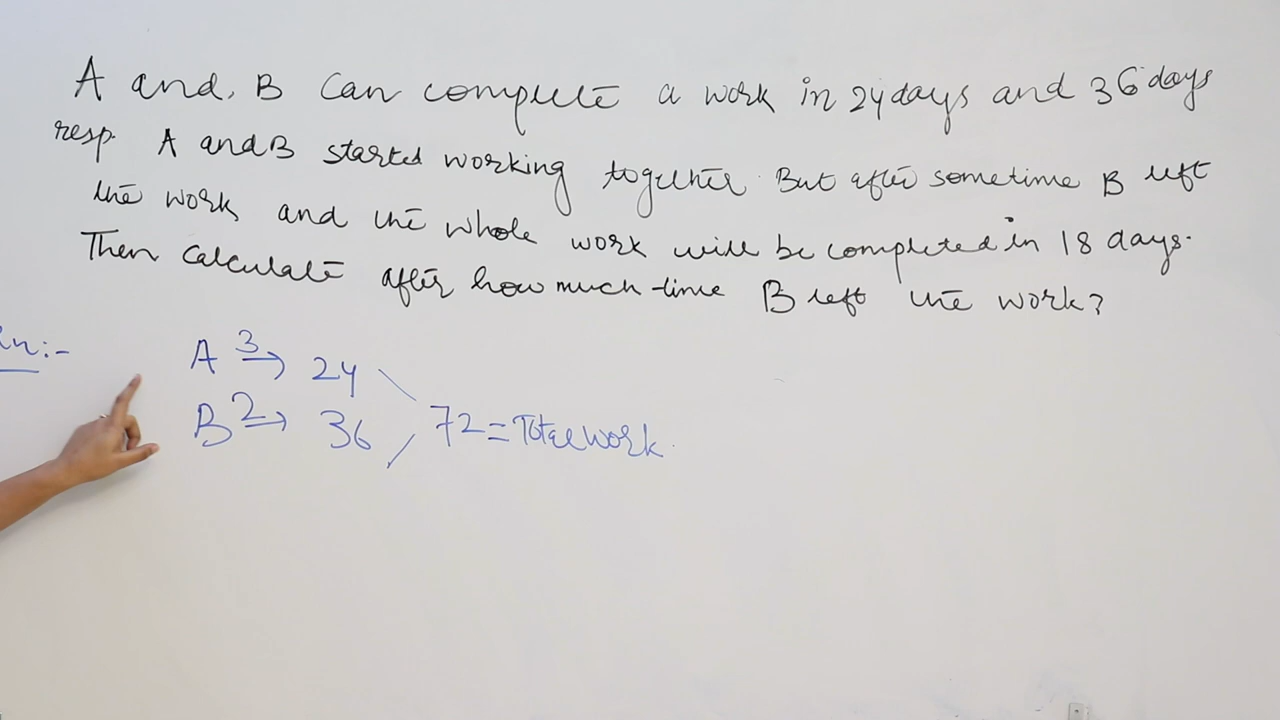 A and B can complete a work in 24 days and 36 days
resp. A and B started working together. But after sometime B left
the work and the whole work will be completed in 18 days.
Then calculate after how much time B left the work?
A 3→ 24
B 2→ 36
72 = Total work.